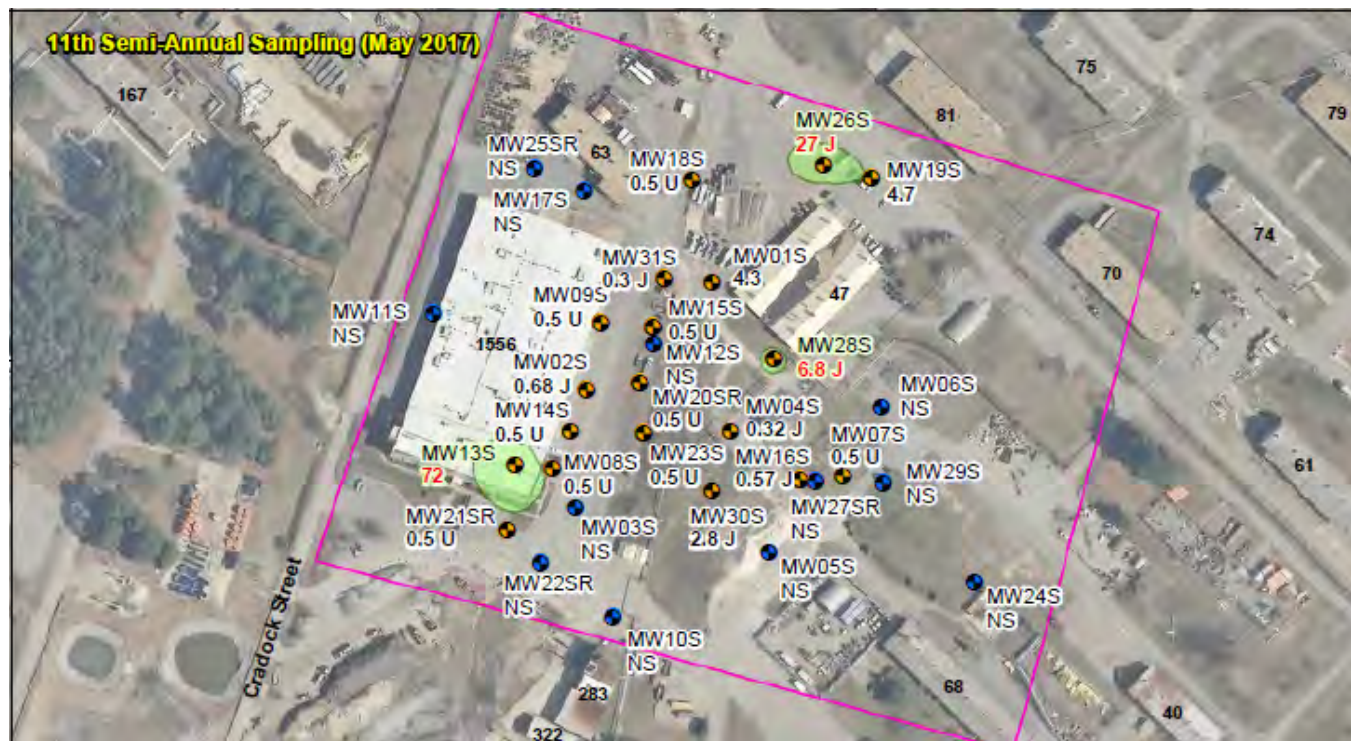 11th Semi-Annual Sampling (May 2017)
167
75
79
81
MW26S
27 J
MW25SR
NS
63
MW18S
0.5 U
MW19S
4.7
MW17S
NS
74
70
MW31S
0.3 J
MW01S
4.3
47
MW11S
NS
MW09S
0.5 U
MW15S
0.5 U
1556
MW12S
NS
MW28S
6.8 J
MW02S
0.68 J
MW20SR
0.5 U
MW06S
NS
MW14S
0.5 U
MW04S
0.32 J
MW07S
0.5 U
61
MW13S
72
MW08S
0.5 U
MW23S
0.5 U
MW16S
0.57 J
MW29S
NS
MW27SR
NS
MW21SR
0.5 U
MW03S
NS
MW30S
2.8 J
MW05S
NS
MW22SR
NS
MW24S
NS
MW10S
NS
Cradock Street
283
68
40
322